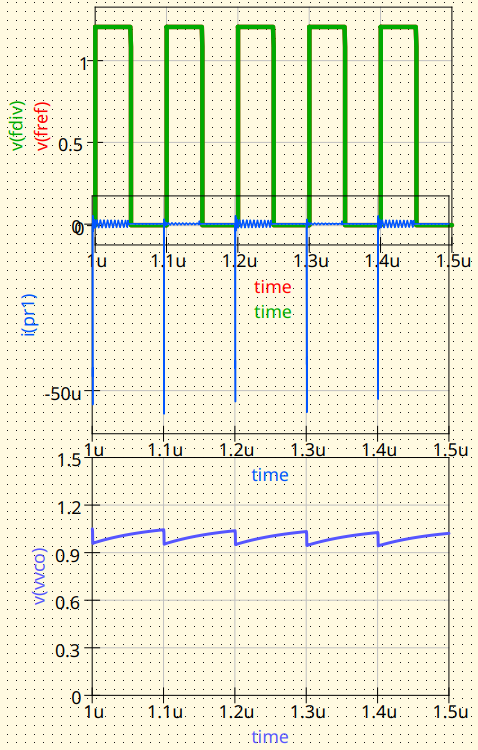 v(fdiv)
v(fref)
1
0.5
0
0
1u 1.1u 1.2u 1.3u 1.4u 1.5u
time
time
i(pr1)
-50u
1u 1.1u 1.2u 1.3u 1.4u 1.5u
time
v(vvco)
1.5
1.2
0.9
0.6
0.3
0
1u 1.1u 1.2u 1.3u 1.4u 1.5u
time